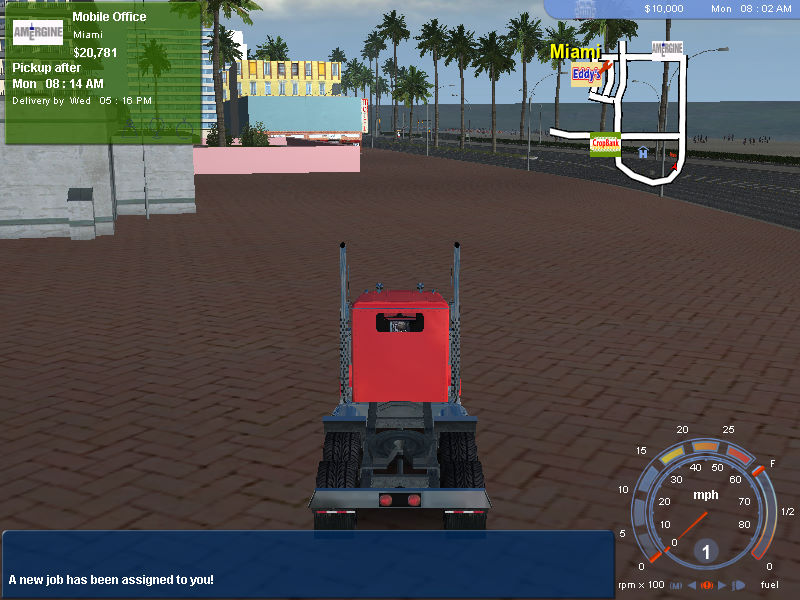 AMERGINE
Mobile Office
Miami
$20,781
Pickup after
Mon 08 : 14 AM
Delivery by Wed 05 : 16 PM
$10,000 Mon 08 : 02 AM
Miami
AMERGINE
Eddy's
CropBank
H
A new job has been assigned to you!
0 5 10 15 20 25
rpm x 100
0 10 20 30 40 50 60 70 80
mph
1
(M)
F
1/2
0
fuel